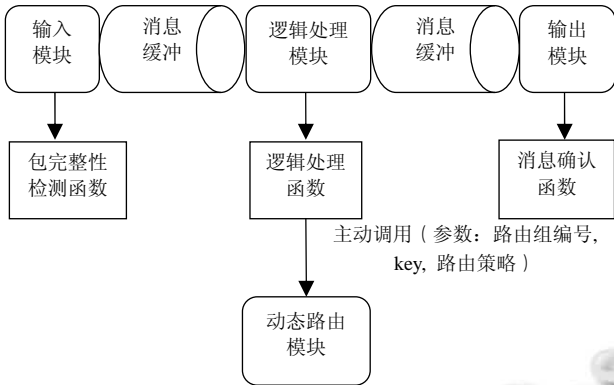 输入
模块
消息
缓冲
逻辑处理
模块
消息
缓冲
输出
模块
包完整性
检测函数
逻辑处理
函数
消息确认
函数
主动调用（参数：路由组编号,
key, 路由策略）
动态路由
模块